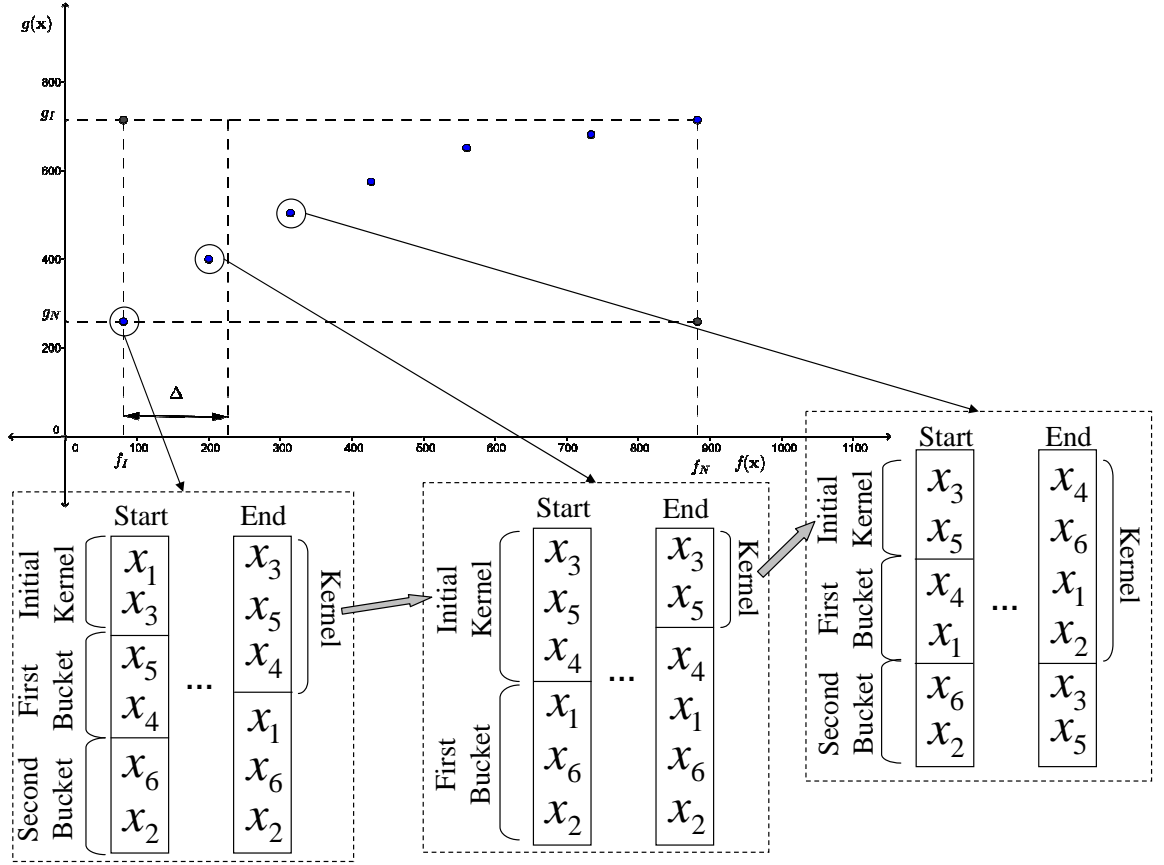 g(x)
800
g_I
600
400
g_N
200
Δ
0
0 100 200 300 400 500 600 700 800 900 1000 1100
f_I f_N f(x)
Start End
Initial Kernel
First Bucket
Second Bucket
x₁
x₃
x₅
x₄
x₆
x₂
...
x₃
x₅
x₄
x₁
x₆
x₂
Kernel
Start End
Initial Kernel
First Bucket
x₃
x₅
x₄
x₁
x₆
x₂
...
x₃
x₅
x₄
x₁
x₆
x₂
Kernel
Start End
Initial Kernel
First Bucket
Second Bucket
x₃
x₅
x₄
x₁
x₆
x₂
...
x₄
x₆
x₁
x₂
x₃
x₅
Kernel